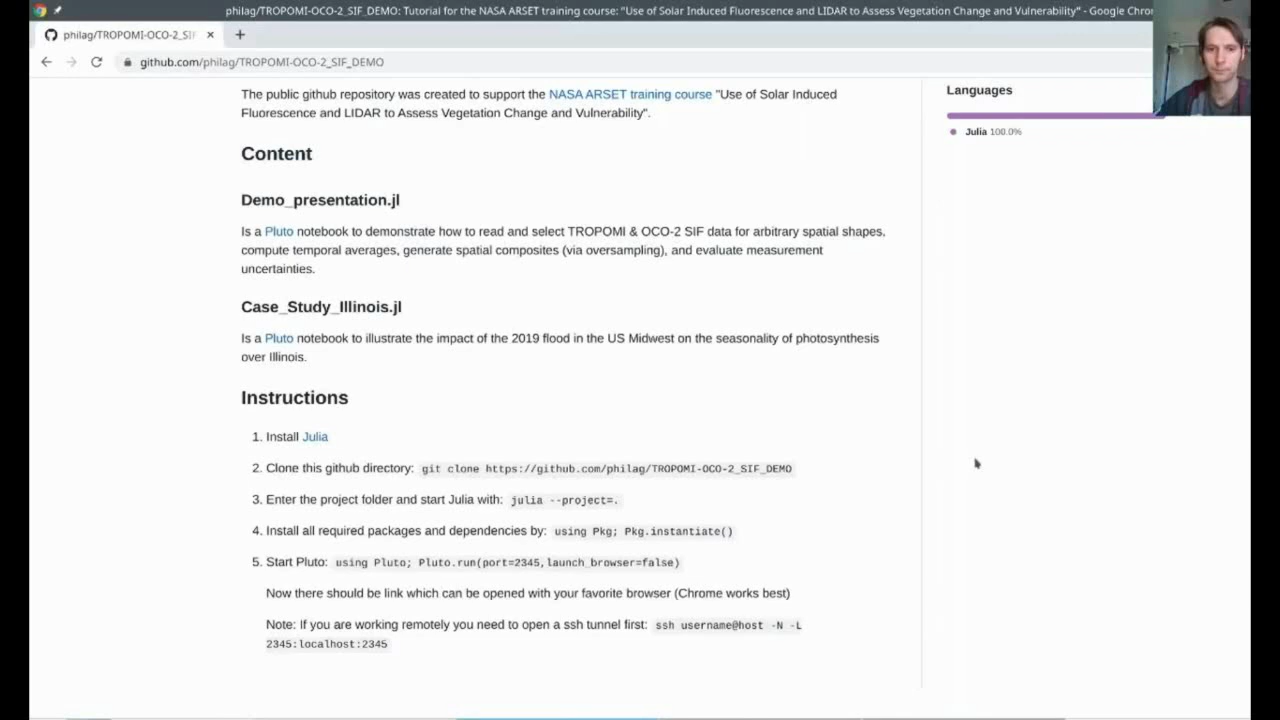 philag/TROPOMI-OCO-2_SIF_DEMO: Tutorial for the NASA ARSET training course: "Use of Solar Induced Fluorescence and LIDAR to Assess Vegetation Change and Vulnerability" - Google Chro
philag/TROPOMI-OCO-2_SI
github.com/philag/TROPOMI-OCO-2_SIF_DEMO
The public github repository was created to support the NASA ARSET training course "Use of Solar Induced
Fluorescence and LIDAR to Assess Vegetation Change and Vulnerability".
Languages
Julia 100.0%
Content
Demo_presentation.jl
Is a Pluto notebook to demonstrate how to read and select TROPOMI & OCO-2 SIF data for arbitrary spatial shapes,
compute temporal averages, generate spatial composites (via oversampling), and evaluate measurement
uncertainties.
Case_Study_Illinois.jl
Is a Pluto notebook to illustrate the impact of the 2019 flood in the US Midwest on the seasonality of photosynthesis
over Illinois.
Instructions
1. Install Julia
2. Clone this github directory: git clone https://github.com/philag/TROPOMI-OCO-2_SIF_DEMO
3. Enter the project folder and start Julia with: julia --project=.
4. Install all required packages and dependencies by: using Pkg; Pkg.instantiate()
5. Start Pluto: using Pluto; Pluto.run(port=2345,launch_browser=false)
Now there should be link which can be opened with your favorite browser (Chrome works best)
Note: If you are working remotely you need to open a ssh tunnel first: ssh username@host -N -L
2345:localhost:2345